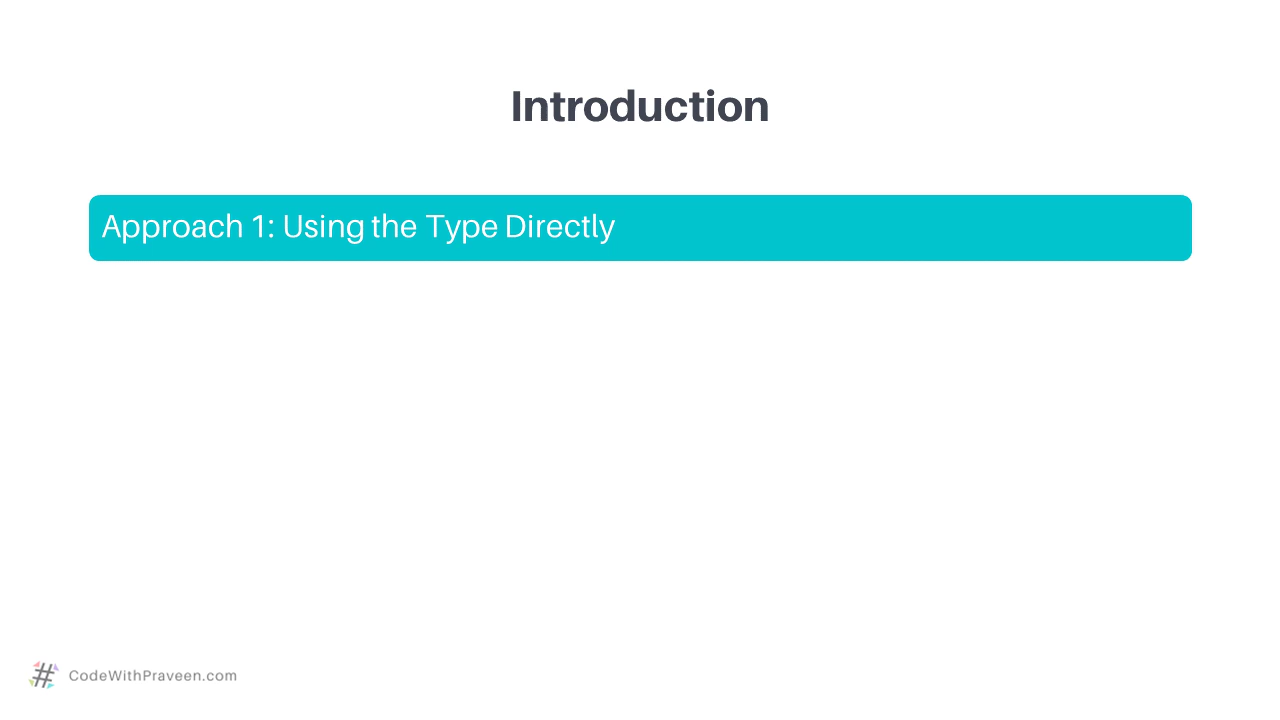 Introduction
Approach 1: Using the Type Directly
# CodeWithPraveen.com